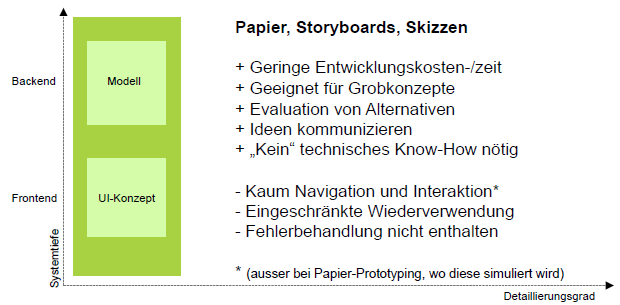 Papier, Storyboards, Skizzen
+ Geringe Entwicklungskosten-/zeit
+ Geeignet für Grobkonzepte
+ Evaluation von Alternativen
+ Ideen kommunizieren
+ „Kein“ technisches Know-How nötig
- Kaum Navigation und Interaktion*
- Eingeschränkte Wiederverwendung
- Fehlerbehandlung nicht enthalten
* (ausser bei Papier-Prototyping, wo diese simuliert wird)
Backend
Modell
Frontend
UI-Konzept
Systemtiefe
Detaillierungsgrad